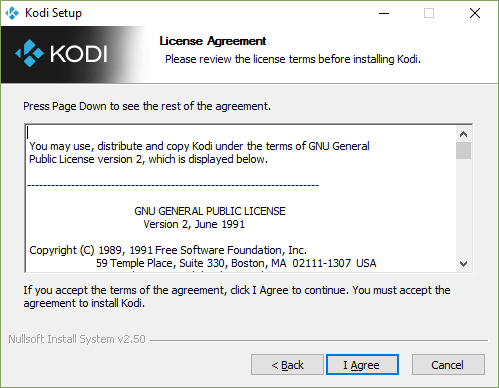 Kodi Setup
KODI
License Agreement
Please review the license terms before installing Kodi.
Press Page Down to see the rest of the agreement.
You may use, distribute and copy Kodi under the terms of GNU General
Public License version 2, which is displayed below.
----------------------------------------------------------------------
GNU GENERAL PUBLIC LICENSE
Version 2, June 1991
Copyright (C) 1989, 1991 Free Software Foundation, Inc.
59 Temple Place, Suite 330, Boston, MA 02111-1307 USA
If you accept the terms of the agreement, click I Agree to continue. You must accept the
agreement to install Kodi.
Nullsoft Install System v2.50
< Back
I Agree
Cancel